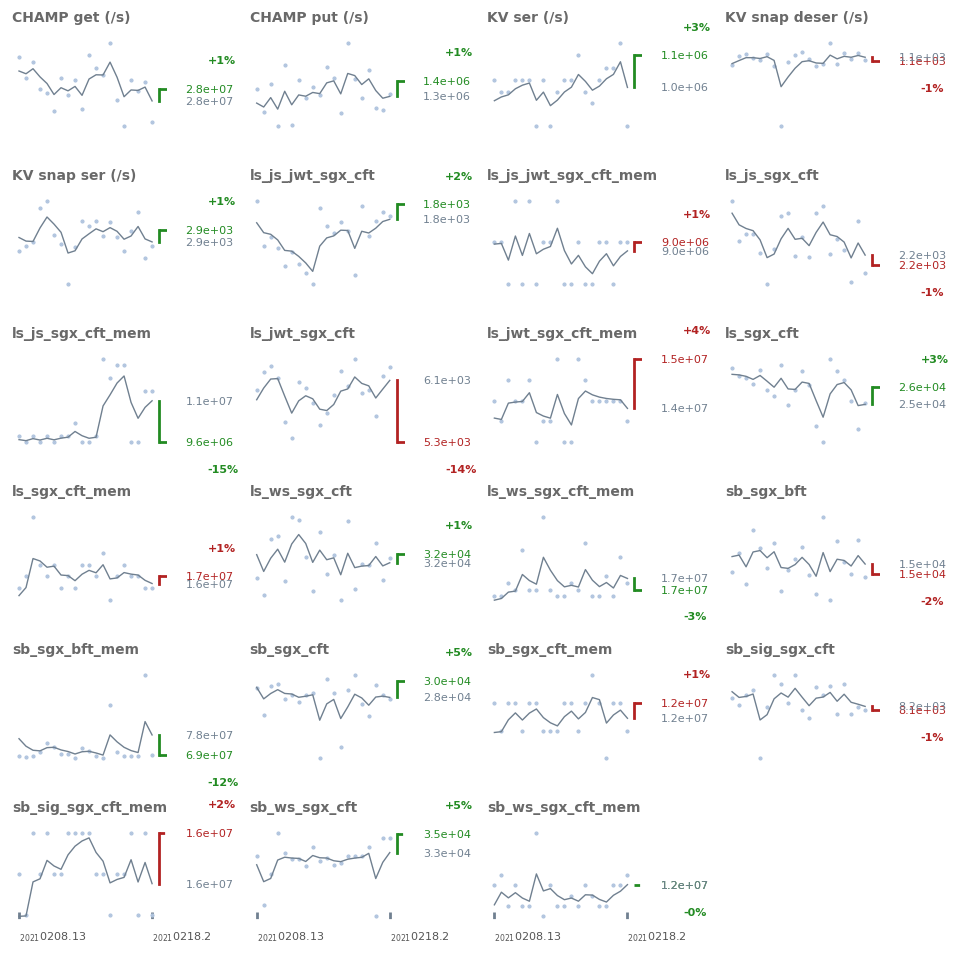 CHAMP get (/s)
+1%
2.8e+07
2.8e+07
CHAMP put (/s)
+1%
1.4e+06
1.3e+06
KV ser (/s)
+3%
1.1e+06
1.0e+06
KV snap deser (/s)
1.1e+03
1.1e+03
-1%
KV snap ser (/s)
+1%
2.9e+03
2.9e+03
ls_js_jwt_sgx_cft
+2%
1.8e+03
1.8e+03
ls_js_jwt_sgx_cft_mem
+1%
9.0e+06
9.0e+06
ls_js_sgx_cft
2.2e+03
2.2e+03
-1%
ls_js_sgx_cft_mem
1.1e+07
9.6e+06
-15%
ls_jwt_sgx_cft
6.1e+03
5.3e+03
-14%
ls_jwt_sgx_cft_mem
+4%
1.5e+07
1.4e+07
ls_sgx_cft
+3%
2.6e+04
2.5e+04
ls_sgx_cft_mem
+1%
1.7e+07
1.6e+07
ls_ws_sgx_cft
+1%
3.2e+04
3.2e+04
ls_ws_sgx_cft_mem
1.7e+07
1.7e+07
-3%
sb_sgx_bft
1.5e+04
1.5e+04
-2%
sb_sgx_bft_mem
7.8e+07
6.9e+07
-12%
sb_sgx_cft
+5%
3.0e+04
2.8e+04
sb_sgx_cft_mem
+1%
1.2e+07
1.2e+07
sb_sig_sgx_cft
8.2e+03
8.1e+03
-1%
sb_sig_sgx_cft_mem
+2%
1.6e+07
1.6e+07
2021 0208.13
2021 0218.2
sb_ws_sgx_cft
+5%
3.5e+04
3.3e+04
2021 0208.13
2021 0218.2
sb_ws_sgx_cft_mem
1.2e+07
-0%
2021 0208.13
2021 0218.2